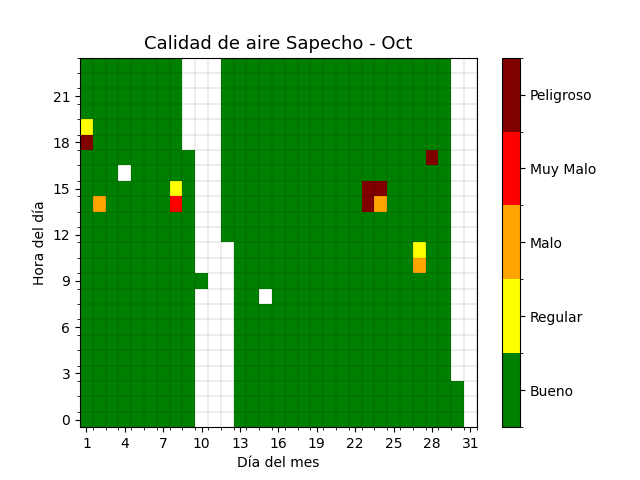 Calidad de aire Sapecho - Oct
21
18
15
12
9
6
3
0
Hora del día
1 4 7 10 13 16 19 22 25 28 31
Día del mes
Peligroso
Muy Malo
Malo
Regular
Bueno